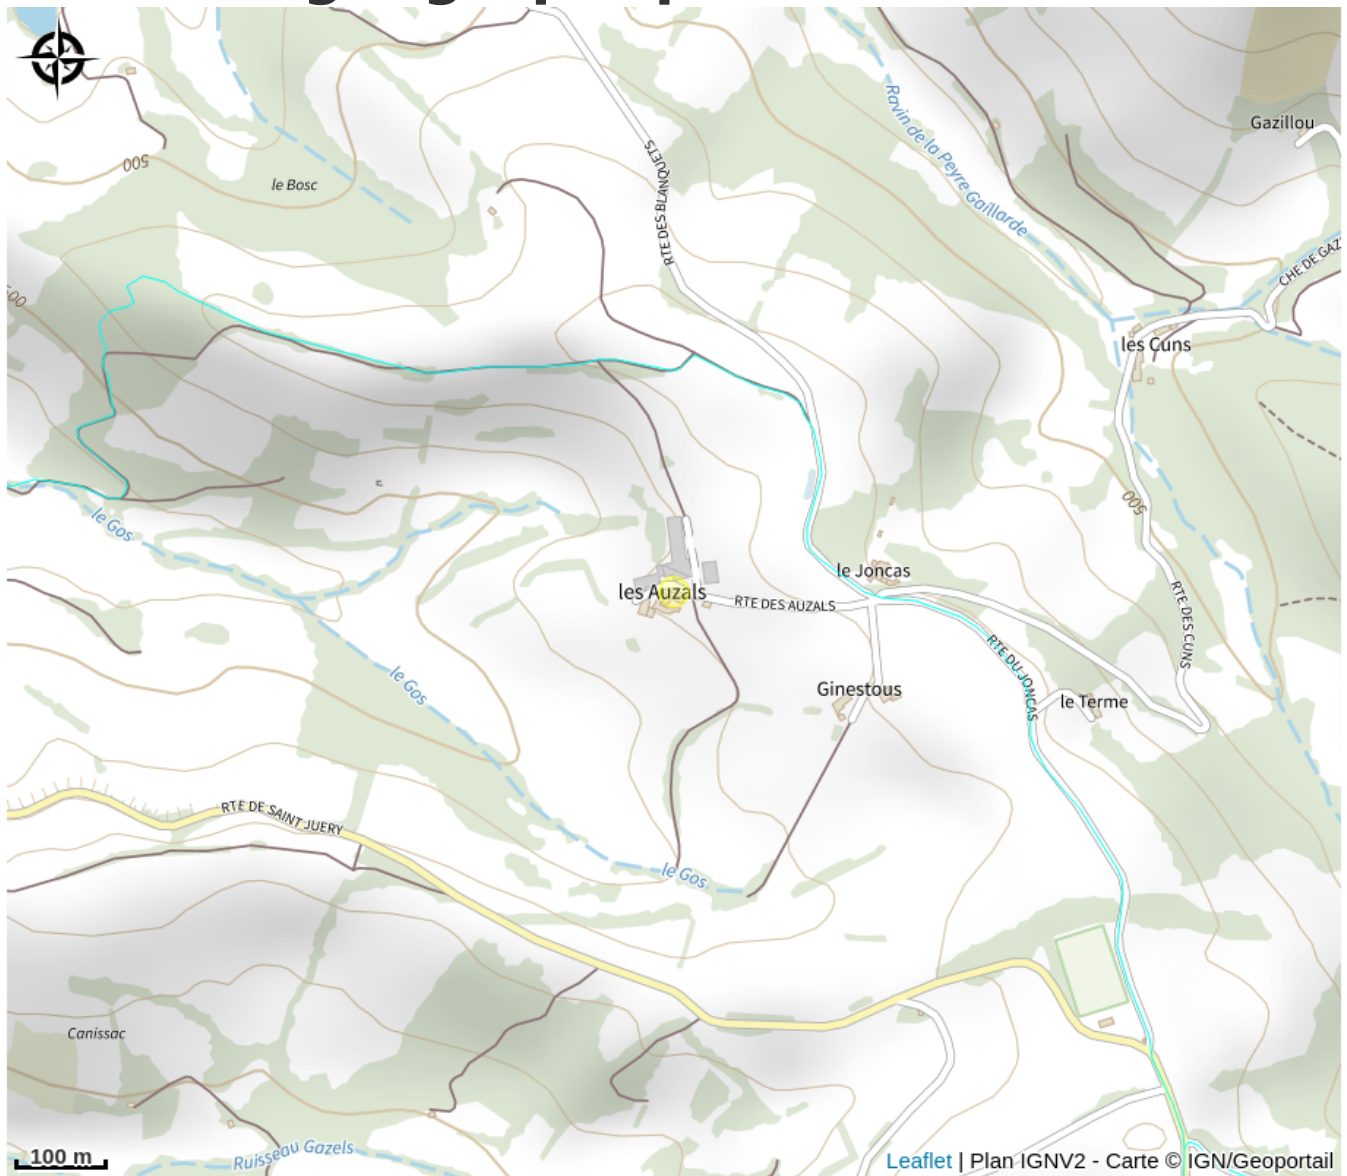 Gazillou
Ravin de la Peyre Gaillarde
500
le Bosc
RTE DES BLANQUETS
CHE DE GAZ
les Cuns
500
le Gos
le Joncas
les Auzals
RTE DES AUZALS
RTE DES CUNS
RTE DU JONCAS
le Gos
Ginestous
le Terme
RTE DE SAINT JUERY
le Gos
Canissac
Ruisseau Gazels
100 m
Leaflet | Plan IGNV2 - Carte © IGN/Geoportail